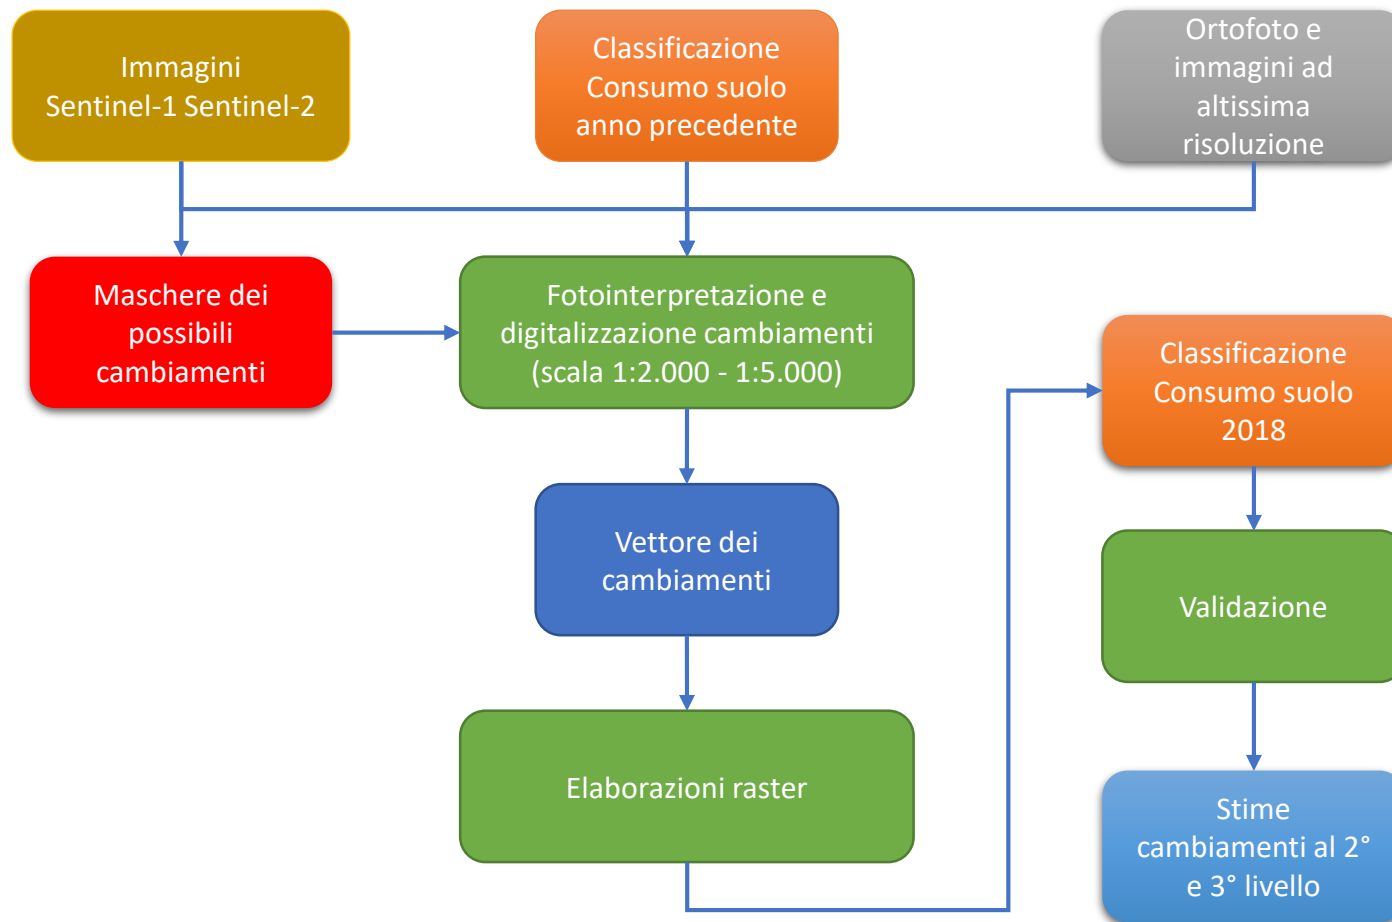 Immagini
Sentinel-1 Sentinel-2
Classificazione
Consumo suolo
anno precedente
Ortofoto e
immagini ad
altissima
risoluzione
Maschere dei
possibili
cambiamenti
Fotointerpretazione e
digitalizzazione cambiamenti
(scala 1:2.000 - 1:5.000)
Classificazione
Consumo suolo
2018
Vettore dei
cambiamenti
Validazione
Elaborazioni raster
Stime
cambiamenti al 2°
e 3° livello